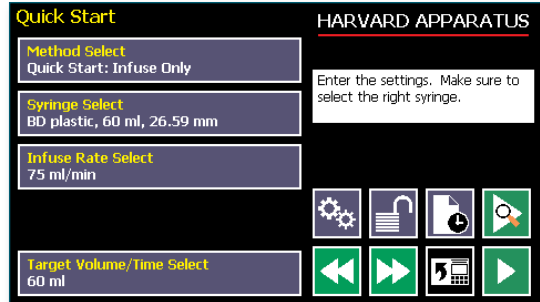 Quick Start
HARVARD APPARATUS
Method Select
Quick Start: Infuse Only
Enter the settings. Make sure to
select the right syringe.
Syringe Select
BD plastic, 60 ml, 26.59 mm
Infuse Rate Select
75 ml/min
Target Volume/Time Select
60 ml